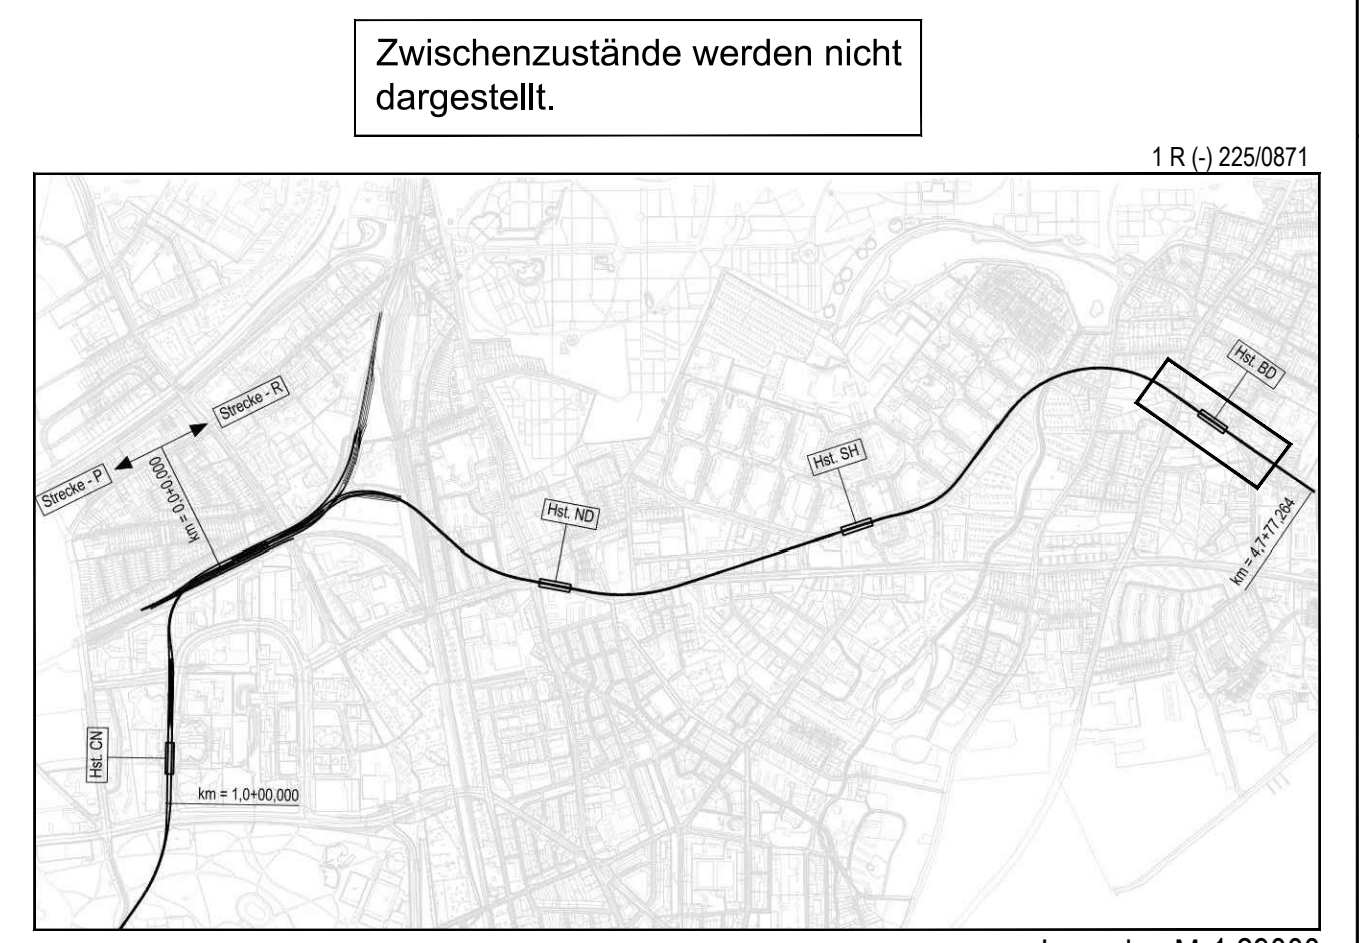 Zwischenzustände werden nicht
dargestellt.
1 R (-) 225/0871
Hst. BD
Strecke - R
Strecke - P
km = 0,0+00,000
Hst. SH
Hst. ND
km = 4,7+77,264
Hst. CN
km = 1,0+00,000